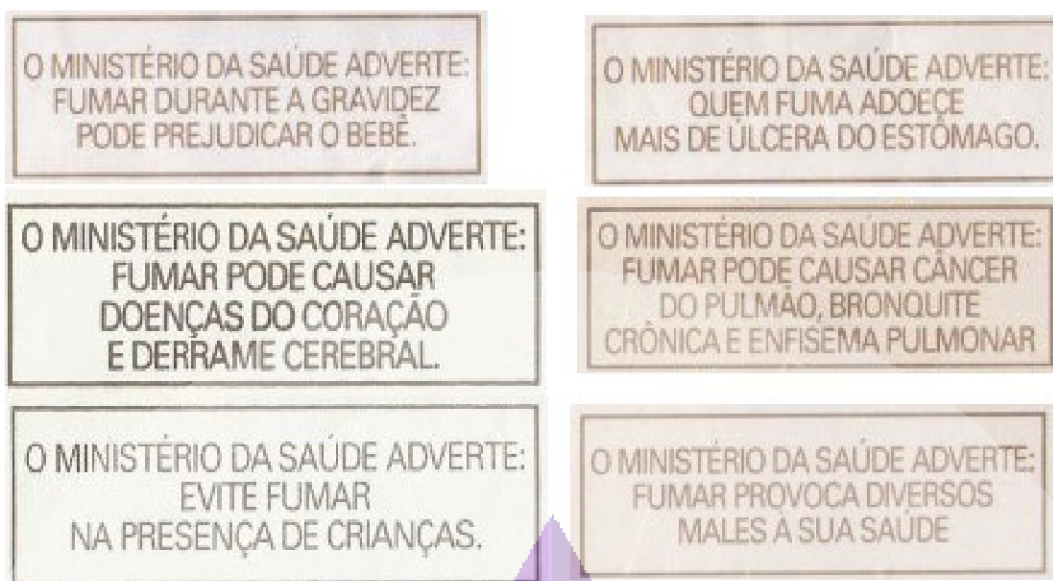 O MINISTÉRIO DA SAÚDE ADVERTE:
FUMAR DURANTE A GRAVIDEZ
PODE PREJUDICAR O BEBÊ.
O MINISTÉRIO DA SAÚDE ADVERTE:
QUEM FUMA ADOECE
MAIS DE ÚLCERA DO ESTÔMAGO.
O MINISTÉRIO DA SAÚDE ADVERTE:
FUMAR PODE CAUSAR
DOENÇAS DO CORAÇÃO
E DERRAME CEREBRAL.
O MINISTÉRIO DA SAÚDE ADVERTE:
FUMAR PODE CAUSAR CÂNCER
DO PULMÃO, BRONQUITE
CRÔNICA E ENFISEMA PULMONAR
O MINISTÉRIO DA SAÚDE ADVERTE:
EVITE FUMAR
NA PRESENÇA DE CRIANÇAS.
O MINISTÉRIO DA SAÚDE ADVERTE:
FUMAR PROVOCA DIVERSOS
MALES À SUA SAÚDE